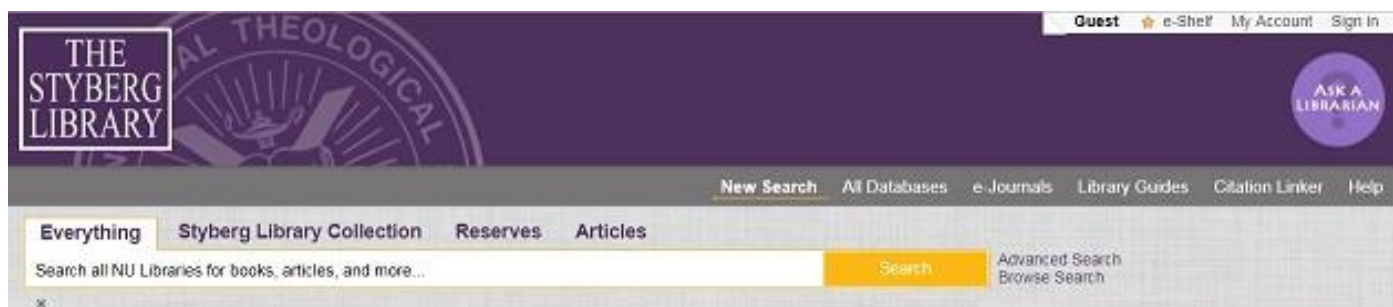 Guest e-Shelf My Account Sign In
THE
STYBERG
LIBRARY
THEOLOGICAL
ASK A
LIBRARIAN
New Search All Databases e-Journals Library Guides Citation Linker Help
Everything Styberg Library Collection Reserves Articles
Search all NU Libraries for books, articles, and more...
Search
Advanced Search
Browse Search